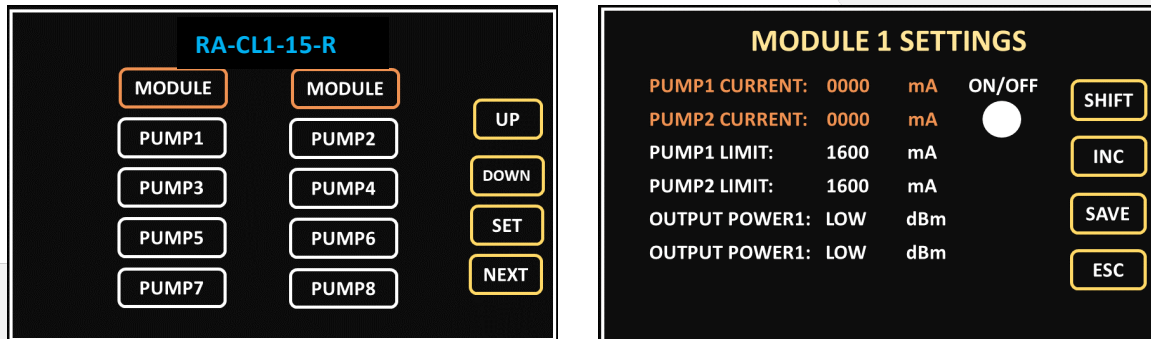 RA-CL1-15-R
MODULE MODULE
PUMP1 PUMP2
PUMP3 PUMP4
PUMP5 PUMP6
PUMP7 PUMP8
UP
DOWN
SET
NEXT
MODULE 1 SETTINGS
PUMP1 CURRENT: 0000 mA ON/OFF
PUMP2 CURRENT: 0000 mA
PUMP1 LIMIT: 1600 mA
PUMP2 LIMIT: 1600 mA
OUTPUT POWER1: LOW dBm
OUTPUT POWER1: LOW dBm
SHIFT
INC
SAVE
ESC